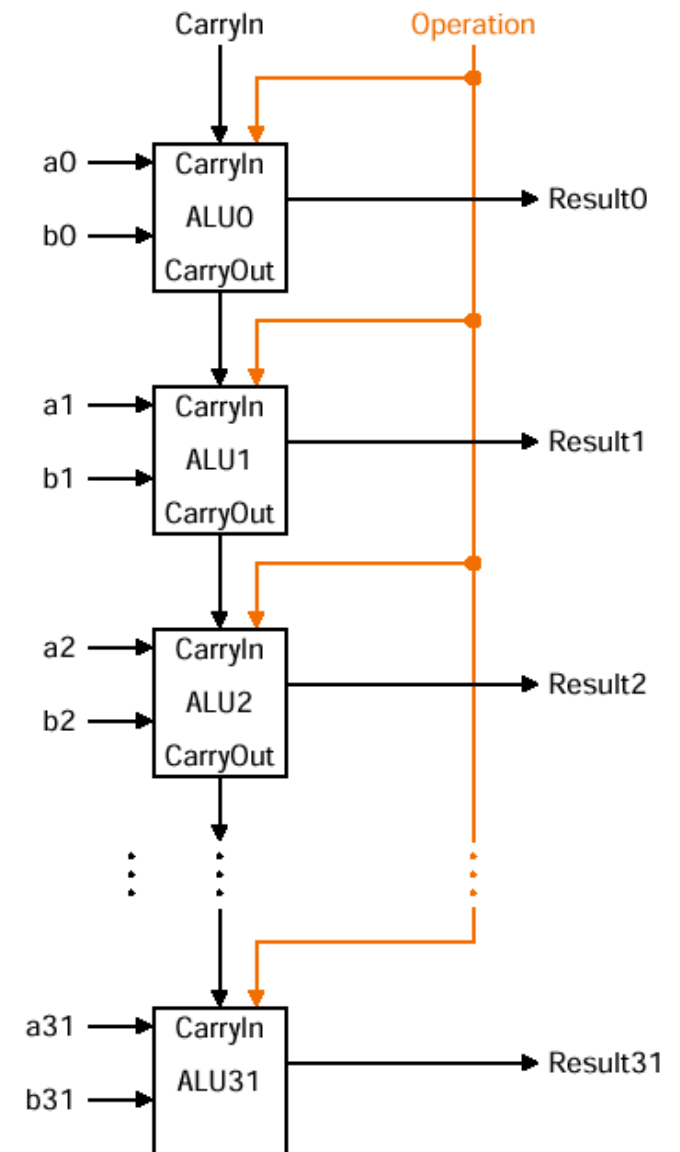 CarryIn Operation
a0 CarryIn
ALU0 Result0
b0
CarryOut
a1 CarryIn
ALU1 Result1
b1
CarryOut
a2 CarryIn
ALU2 Result2
b2
CarryOut
a31 CarryIn
ALU31 Result31
b31